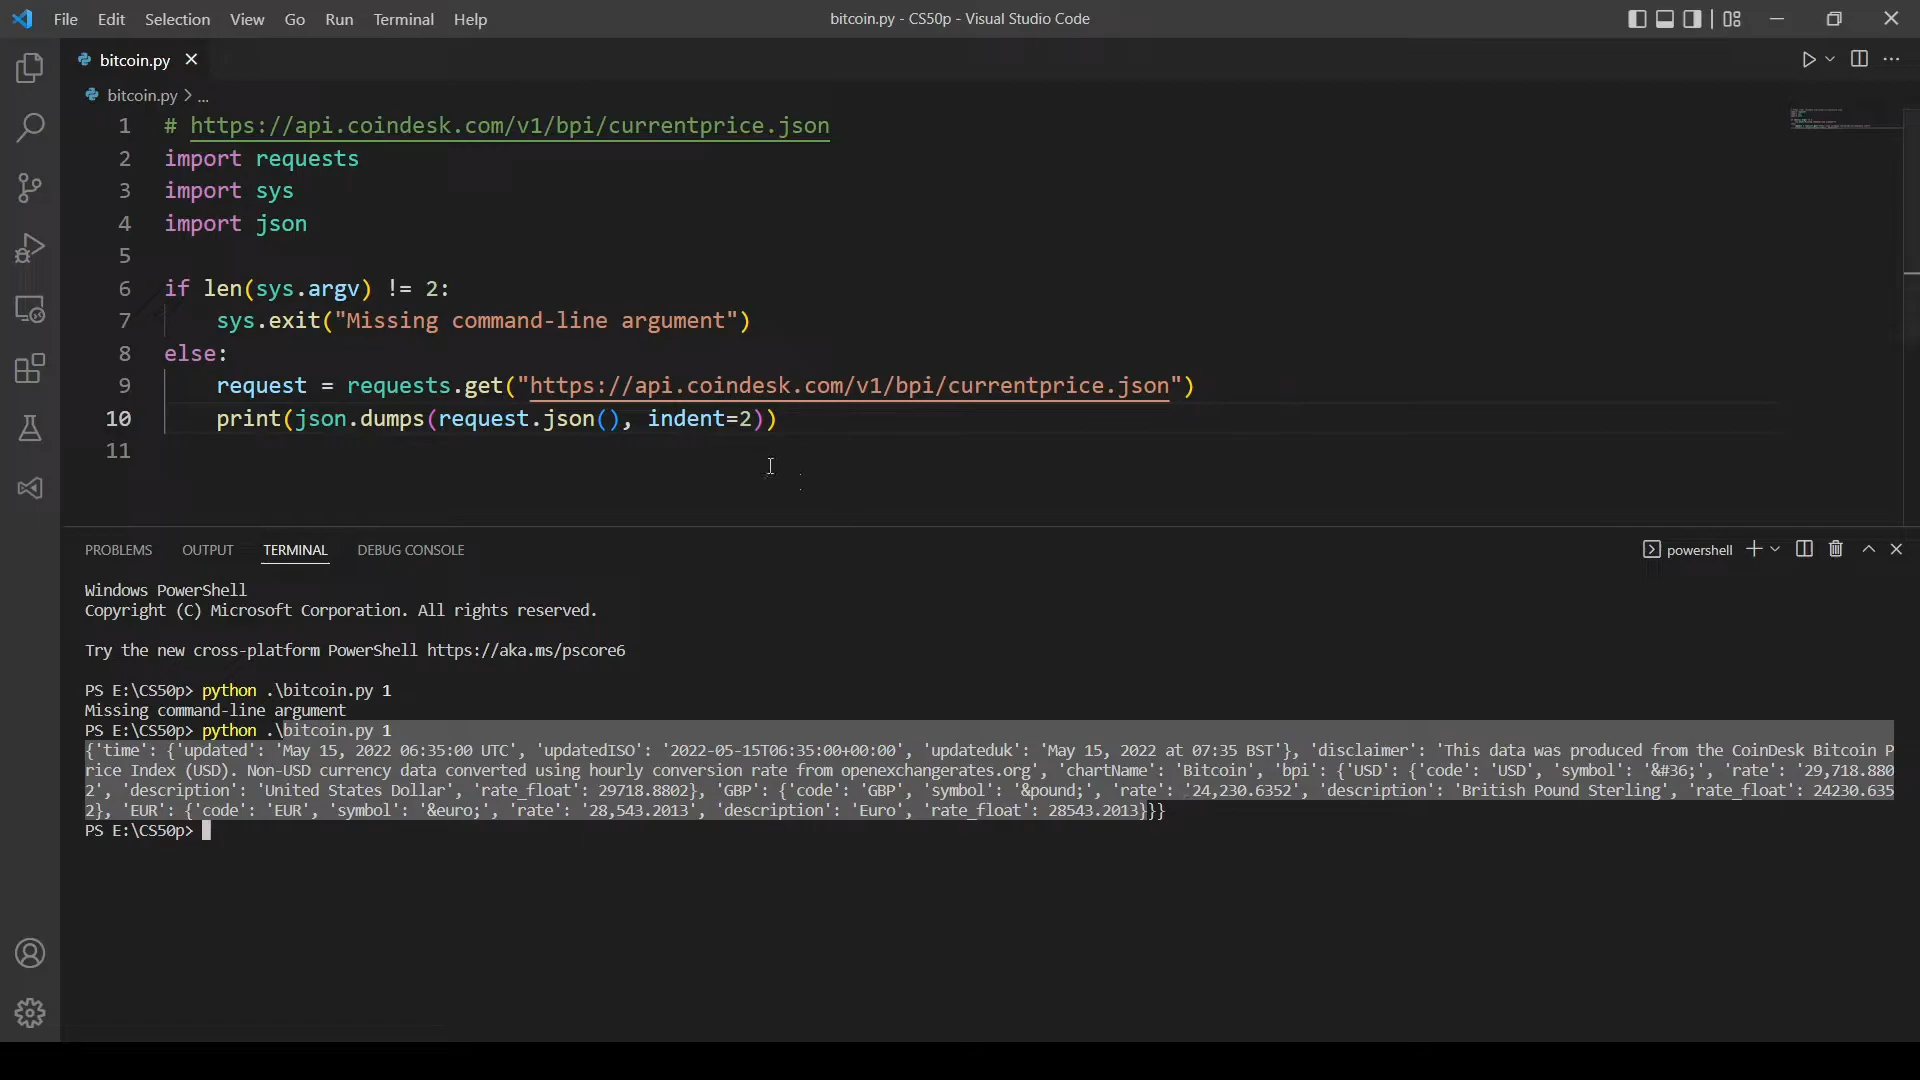 File Edit Selection View Go Run Terminal Help
bitcoin.py - CS50p - Visual Studio Code
bitcoin.py
bitcoin.py > ...
1 # https://api.coindesk.com/v1/bpi/currentprice.json
2 import requests
3 import sys
4 import json
5
6 if len(sys.argv) != 2:
7 sys.exit("Missing command-line argument")
8 else:
9 request = requests.get("https://api.coindesk.com/v1/bpi/currentprice.json")
10 print(json.dumps(request.json(), indent=2))
11
PROBLEMS OUTPUT TERMINAL DEBUG CONSOLE
powershell
Windows PowerShell
Copyright (C) Microsoft Corporation. All rights reserved.
Try the new cross-platform PowerShell https://aka.ms/pscore6
PS E:\CS50p> python .\bitcoin.py 1
Missing command-line argument
PS E:\CS50p> python .\bitcoin.py 1
{'time': {'updated': 'May 15, 2022 06:35:00 UTC', 'updatedISO': '2022-05-15T06:35:00+00:00', 'updateduk': 'May 15, 2022 at 07:35 BST'}, 'disclaimer': 'This data was produced from the CoinDesk Bitcoin P
rice Index (USD). Non-USD currency data converted using hourly conversion rate from openexchangerates.org', 'chartName': 'Bitcoin', 'bpi': {'USD': {'code': 'USD', 'symbol': '&#36;', 'rate': '29,718.880
2', 'description': 'United States Dollar', 'rate_float': 29718.8802}, 'GBP': {'code': 'GBP', 'symbol': '&pound;', 'rate': '24,230.6352', 'description': 'British Pound Sterling', 'rate_float': 24230.635
2}, 'EUR': {'code': 'EUR', 'symbol': '&euro;', 'rate': '28,543.2013', 'description': 'Euro', 'rate_float': 28543.2013}}}
PS E:\CS50p>